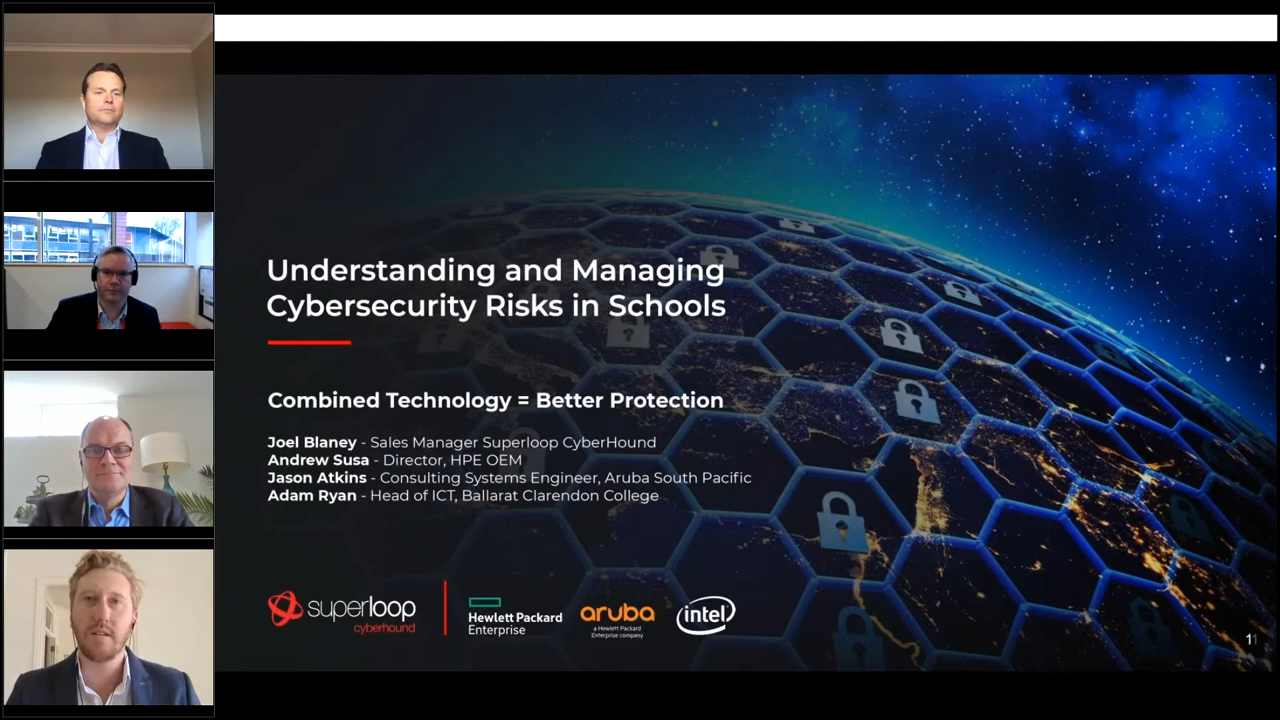 Understanding and Managing
Cybersecurity Risks in Schools
Combined Technology = Better Protection
Joel Blaney - Sales Manager Superloop CyberHound
Andrew Susa - Director, HPE OEM
Jason Atkins - Consulting Systems Engineer, Aruba South Pacific
Adam Ryan - Head of ICT, Ballarat Clarendon College
superloop
cyberhound
Hewlett Packard
Enterprise
aruba
a Hewlett Packard
Enterprise company
intel
11